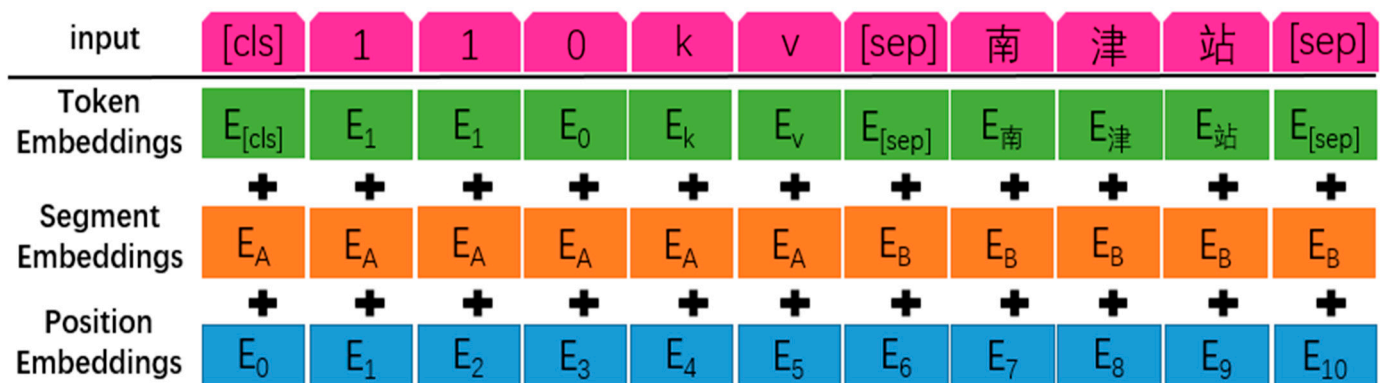 input [cls] 1 1 0 k v [sep] 南 津 站 [sep]
Token Embeddings E[cls] E1 E1 E0 Ek Ev E[sep] E南 E津 E站 E[sep]
+ + + + + + + + + + +
Segment Embeddings EA EA EA EA EA EA EB EB EB EB EB
+ + + + + + + + + + +
Position Embeddings E0 E1 E2 E3 E4 E5 E6 E7 E8 E9 E10